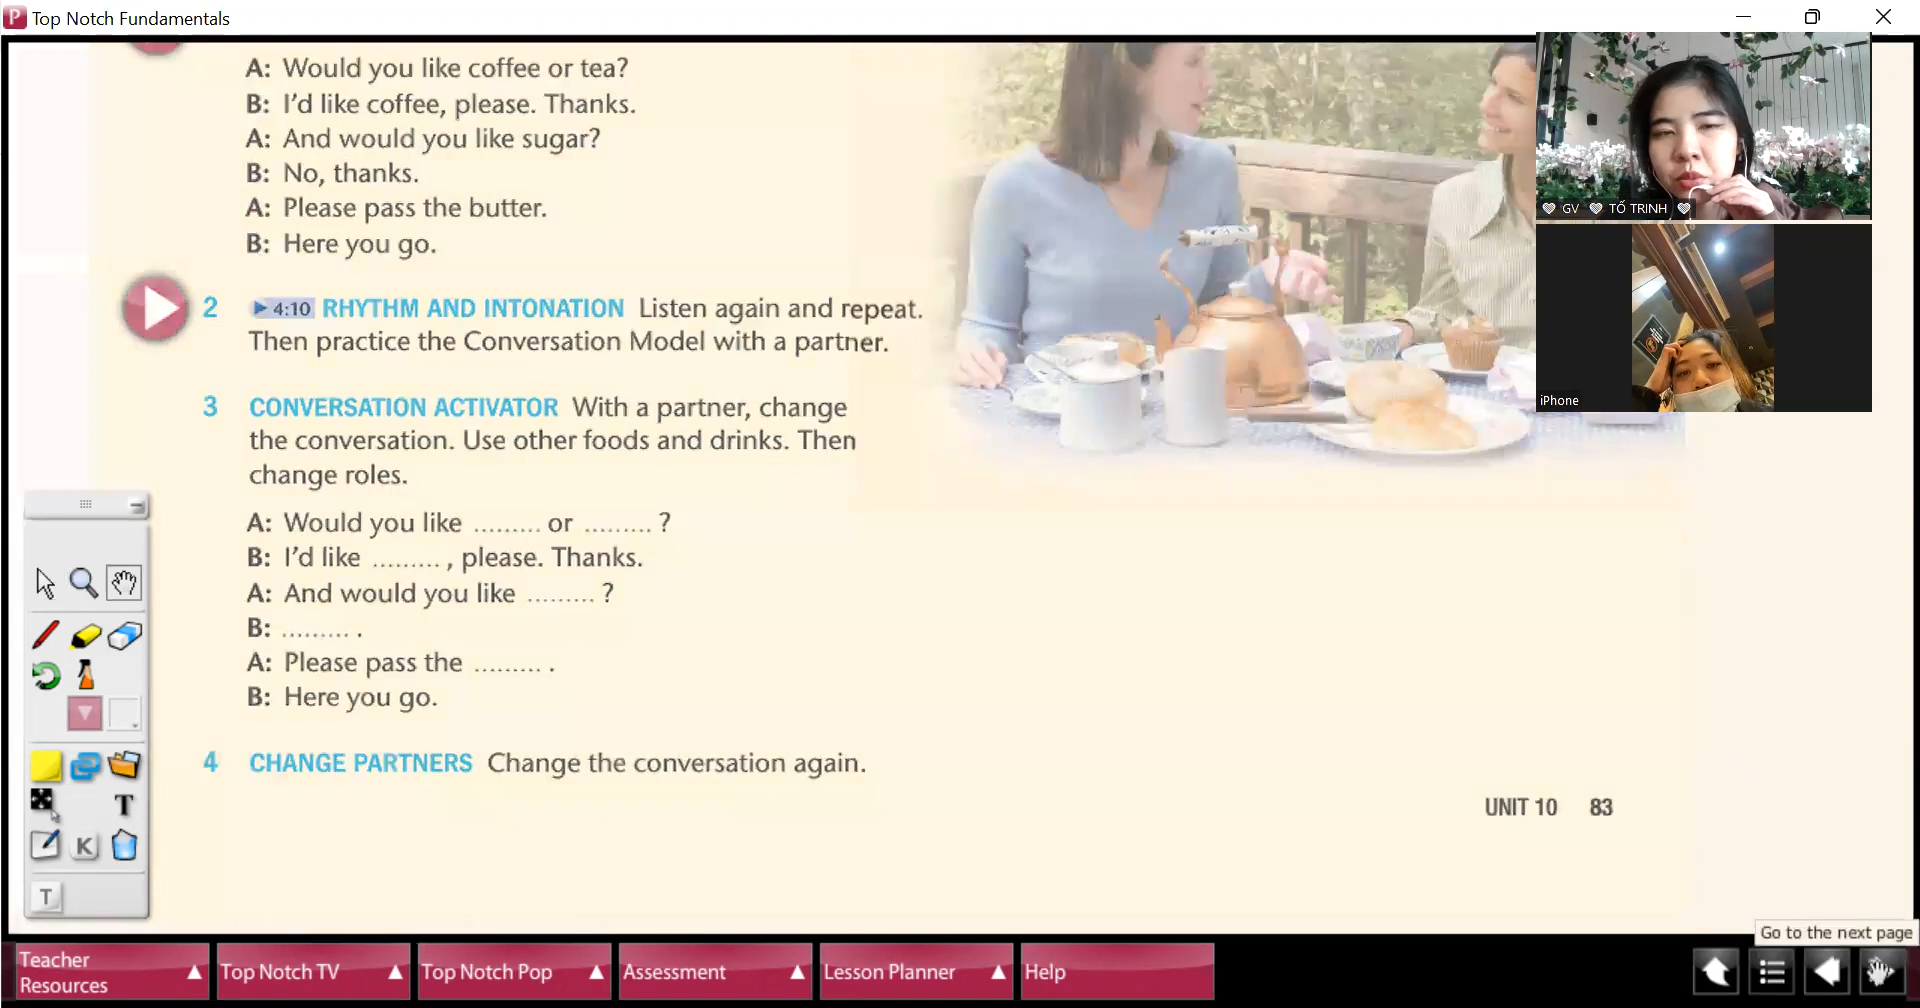 Top Notch Fundamentals
A: Would you like coffee or tea?
B: I'd like coffee, please. Thanks.
A: And would you like sugar?
B: No, thanks.
A: Please pass the butter.
B: Here you go.
2 4:10 RHYTHM AND INTONATION Listen again and repeat.
Then practice the Conversation Model with a partner.
3 CONVERSATION ACTIVATOR With a partner, change
the conversation. Use other foods and drinks. Then
change roles.
A: Would you like ......... or ......... ?
B: I'd like ......... , please. Thanks.
A: And would you like ......... ?
B: ......... .
A: Please pass the ......... .
B: Here you go.
4 CHANGE PARTNERS Change the conversation again.
UNIT 10 83
GV TỐ TRINH
iPhone
T
K
T
Go to the next page
Teacher
Resources
Top Notch TV
Top Notch Pop
Assessment
Lesson Planner
Help